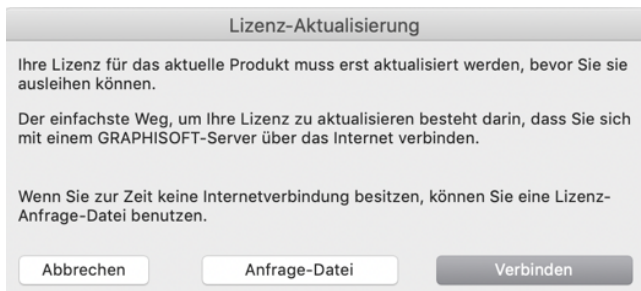 Lizenz-Aktualisierung
Ihre Lizenz für das aktuelle Produkt muss erst aktualisiert werden, bevor Sie sie
ausleihen können.
Der einfachste Weg, um Ihre Lizenz zu aktualisieren besteht darin, dass Sie sich
mit einem GRAPHISOFT-Server über das Internet verbinden.
Wenn Sie zur Zeit keine Internetverbindung besitzen, können Sie eine Lizenz-
Anfrage-Datei benutzen.
Abbrechen Anfrage-Datei Verbinden